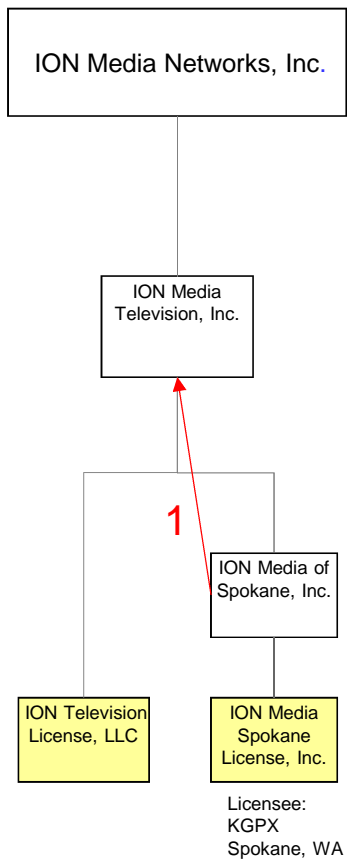 ION Media Networks, Inc.
ION Media
Television, Inc.
1
ION Media of
Spokane, Inc.
ION Television
License, LLC
ION Media
Spokane
License, Inc.
Licensee:
KGPX
Spokane, WA